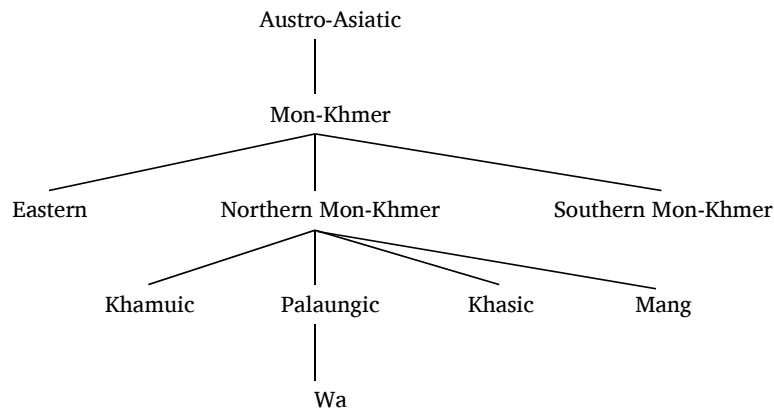 Austro-Asiatic
Mon-Khmer
Eastern Northern Mon-Khmer Southern Mon-Khmer
Khamuic Palaungic Khasic Mang
Wa